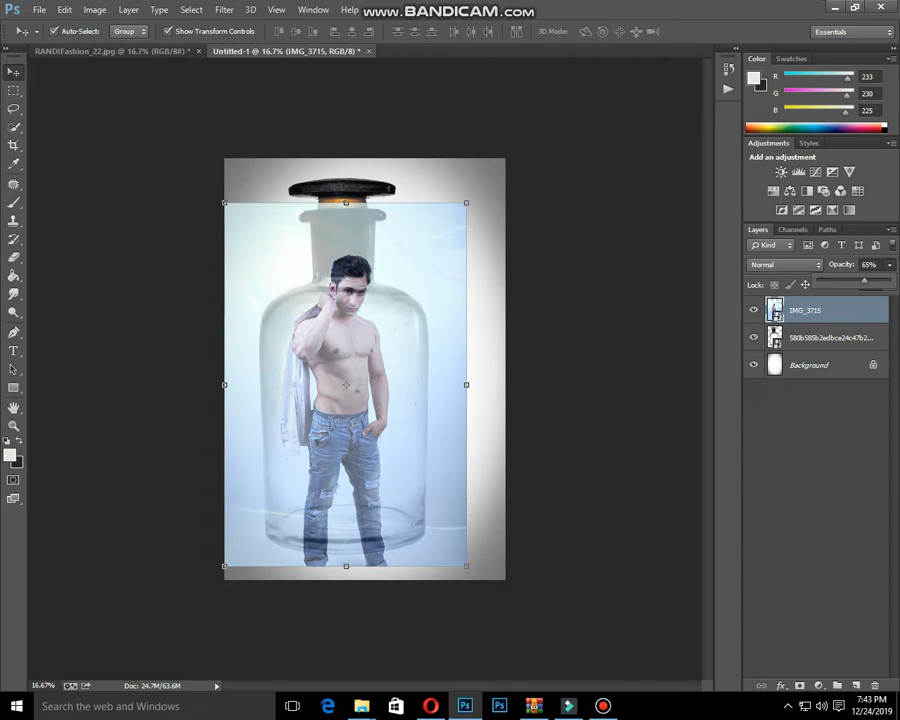 Ps File Edit Image Layer Type Select Filter 3D View Window Help
WWW.BANDICAM.COM
Auto-Select: Group Show Transform Controls 3D Mode: Essentials
RANDIFashion_22.jpg @ 16.7% (RGB/8#) * × Untitled-1 @ 16.7% (IMG_3715, RGB/8) * ×
Color Swatches
R 233
G 230
B 225
Adjustments Styles
Add an adjustment
Layers Channels Paths
Kind
Normal Opacity: 65%
Lock:
IMG_3715
580b585b2edbce24c47b2...
Background
16.67% Doc: 24.7M/63.6M
Search the web and Windows
7:43 PM
12/24/2019